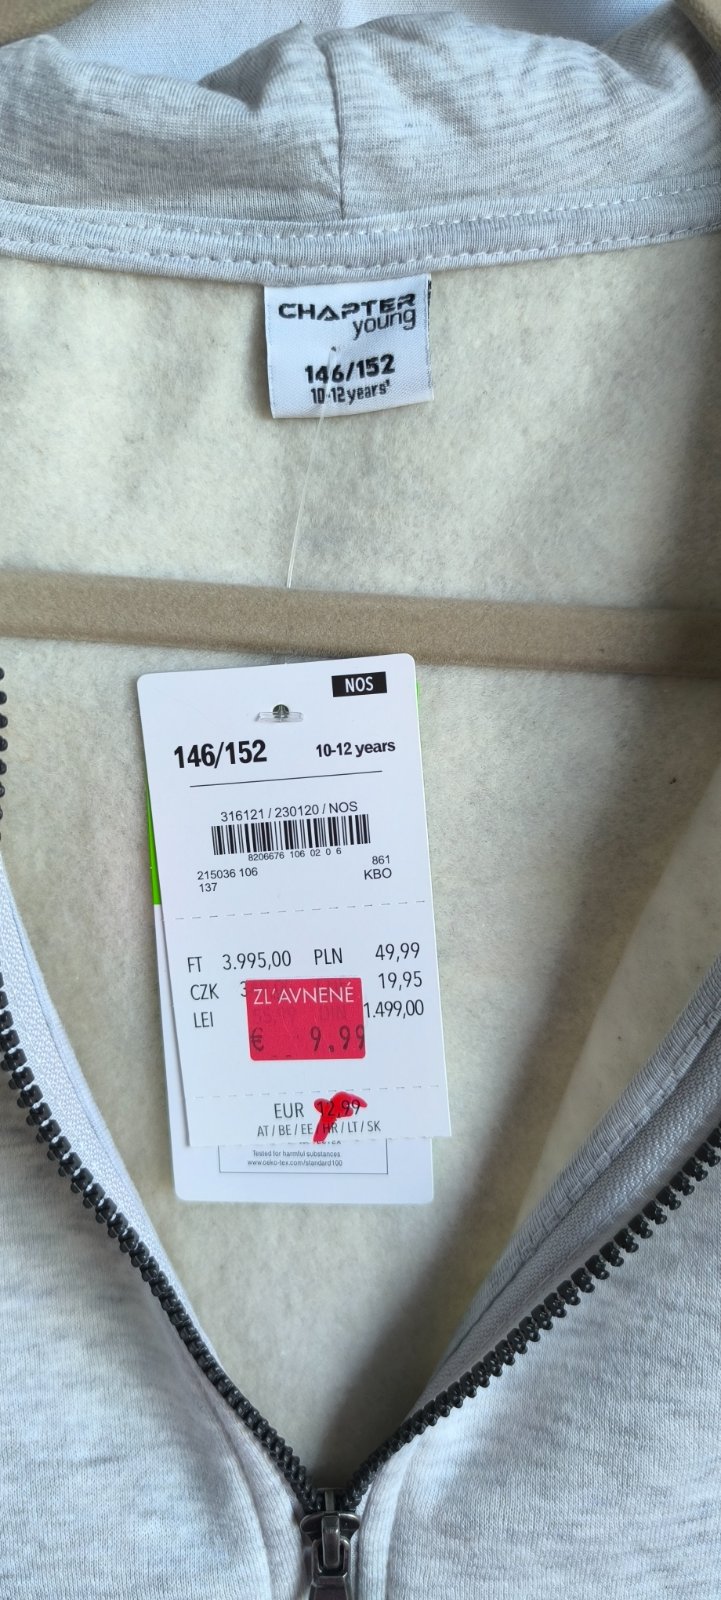 CHAPTER
young
146/152
10-12 years¹
NOS
146/152 10-12 years
316121 / 230120 / NOS
8206676 106 02 0 6
215036 106 861
137 KBO
FT 3.995,00 PLN 49,99
CZK 3 19,95
LEI 1.499,00
ZĽAVNENÉ
€ 9.99
EUR 12,99
AT / BE / EE / HR / LT / SK
Tested for harmful substances
www.oeko-tex.com/standard100